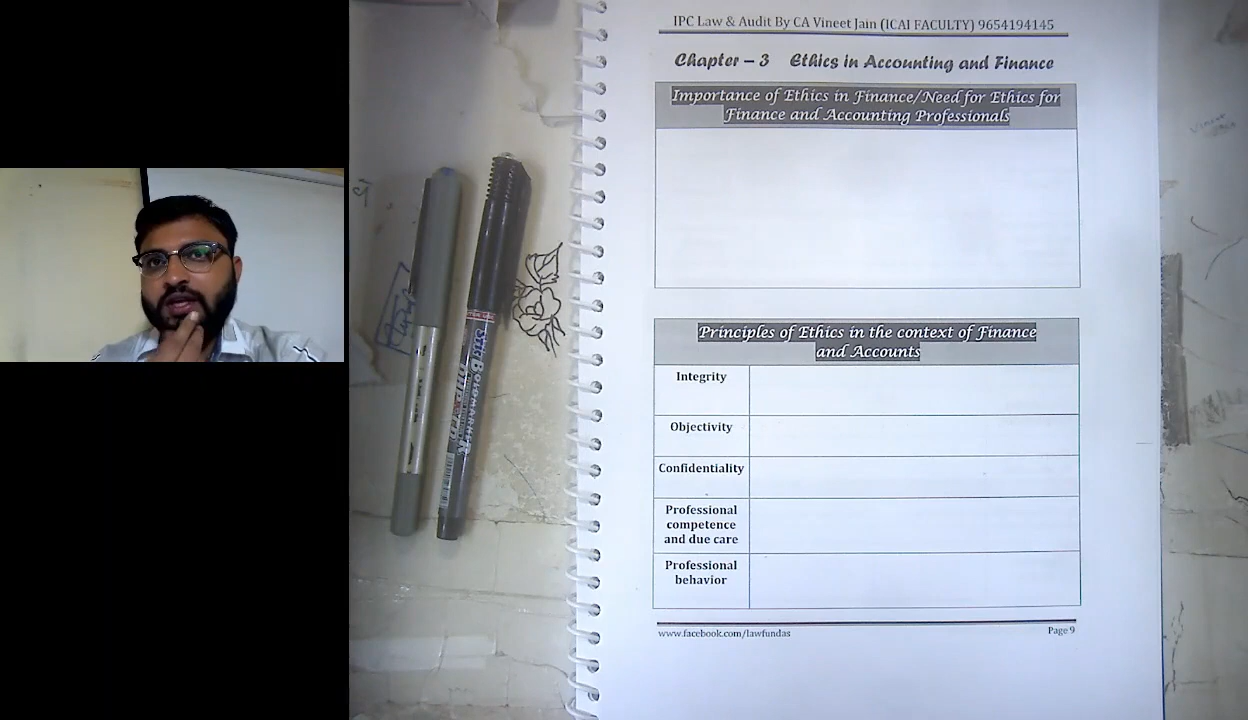 IPC Law & Audit By CA Vineet Jain (ICAI FACULTY) 9654194145
Chapter – 3 Ethics in Accounting and Finance
Importance of Ethics in Finance/Need for Ethics for
Finance and Accounting Professionals
Principles of Ethics in the context of Finance
and Accounts
Integrity
Objectivity
Confidentiality
Professional
competence
and due care
Professional
behavior
www.facebook.com/lawfundas
Page 9